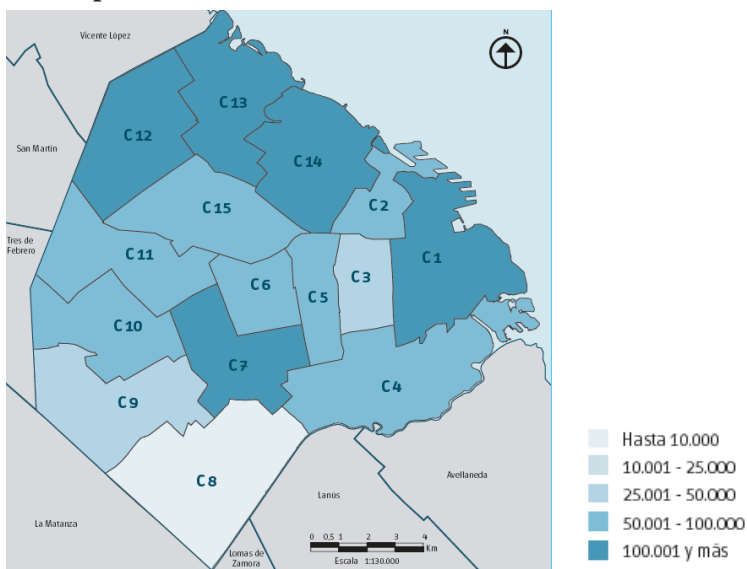 Vicente López
N
C 13
C 12
San Martín
C 14
C 15
C 2
Tres de
Febrero
C 11
C 1
C 6
C 3
C 5
C 10
C 7
C 4
C 9
C 8
Avellaneda
Lanús
La Matanza
Lomas de
Zamora
0 0,5 1 2 3 4
Km
Escala 1:130.000
Hasta 10.000
10.001 - 25.000
25.001 - 50.000
50.001 - 100.000
100.001 y más